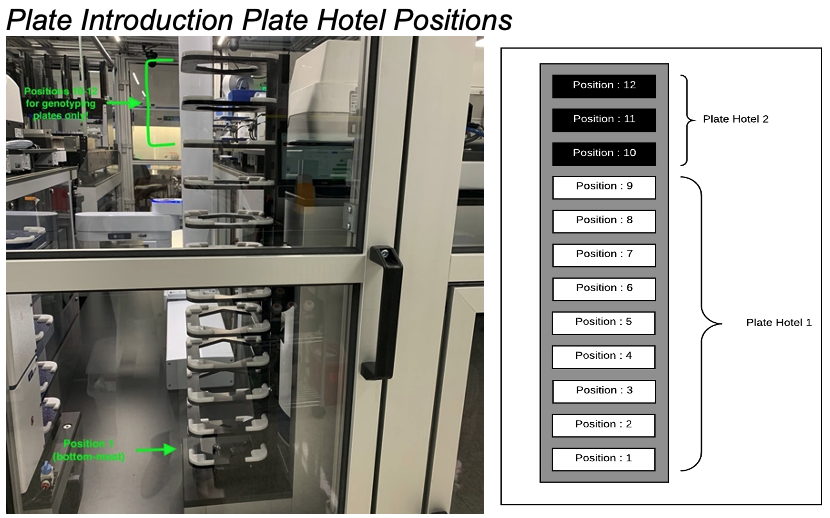 Plate Introduction Plate Hotel Positions
Positions 10-12
for genotyping
plates only!
Position 1
(bottom-most)
Position : 12
Position : 11
Position : 10
Position : 9
Position : 8
Position : 7
Position : 6
Position : 5
Position : 4
Position : 3
Position : 2
Position : 1
Plate Hotel 2
Plate Hotel 1